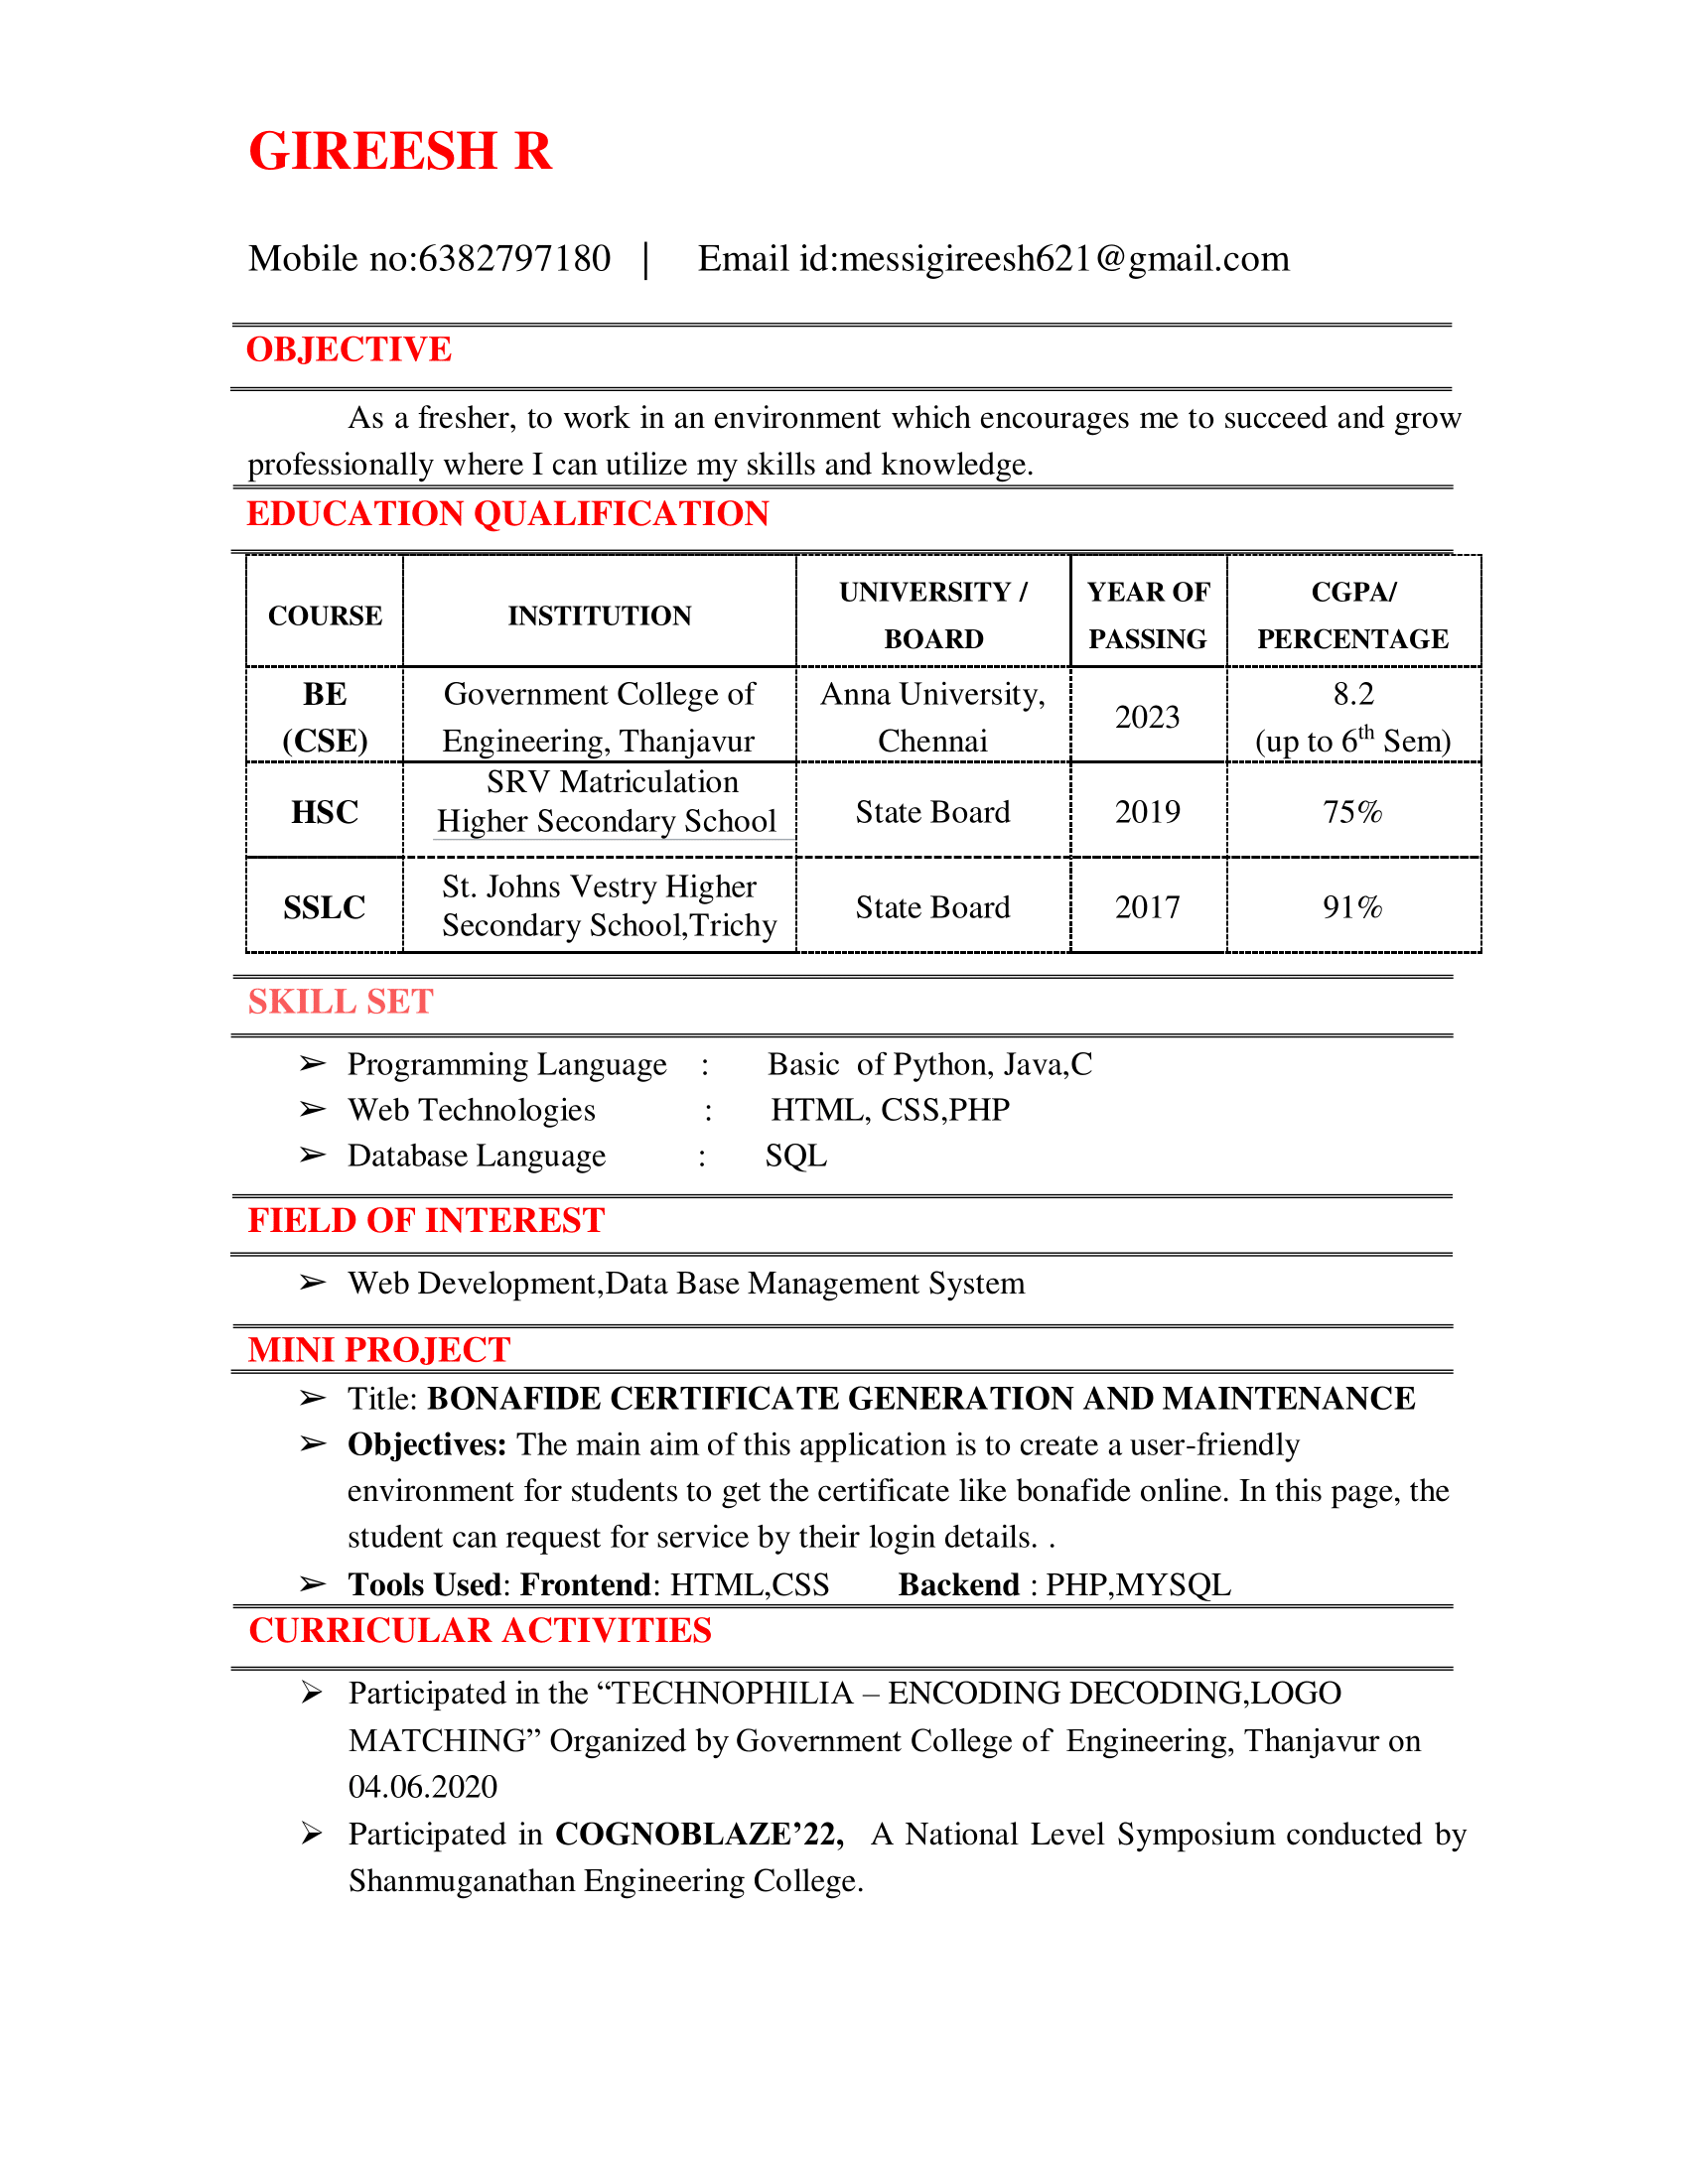 GIREESH R
Mobile no:6382797180 | Email id:messigireesh621@gmail.com
OBJECTIVE
As a fresher, to work in an environment which encourages me to succeed and grow
professionally where I can utilize my skills and knowledge.
EDUCATION QUALIFICATION
COURSE INSTITUTION UNIVERSITY / BOARD YEAR OF PASSING CGPA/ PERCENTAGE
BE (CSE) Government College of Engineering, Thanjavur Anna University, Chennai 2023 8.2 (up to 6th Sem)
HSC SRV Matriculation Higher Secondary School State Board 2019 75%
SSLC St. Johns Vestry Higher Secondary School,Trichy State Board 2017 91%
SKILL SET
➢ Programming Language : Basic of Python, Java,C
➢ Web Technologies : HTML, CSS,PHP
➢ Database Language : SQL
FIELD OF INTEREST
➢ Web Development,Data Base Management System
MINI PROJECT
➢ Title: BONAFIDE CERTIFICATE GENERATION AND MAINTENANCE
➢ Objectives: The main aim of this application is to create a user-friendly
environment for students to get the certificate like bonafide online. In this page, the
student can request for service by their login details. .
➢ Tools Used: Frontend: HTML,CSS Backend : PHP,MYSQL
CURRICULAR ACTIVITIES
➢ Participated in the “TECHNOPHILIA – ENCODING DECODING,LOGO
MATCHING” Organized by Government College of Engineering, Thanjavur on
04.06.2020
➢ Participated in COGNOBLAZE’22, A National Level Symposium conducted by
Shanmuganathan Engineering College.